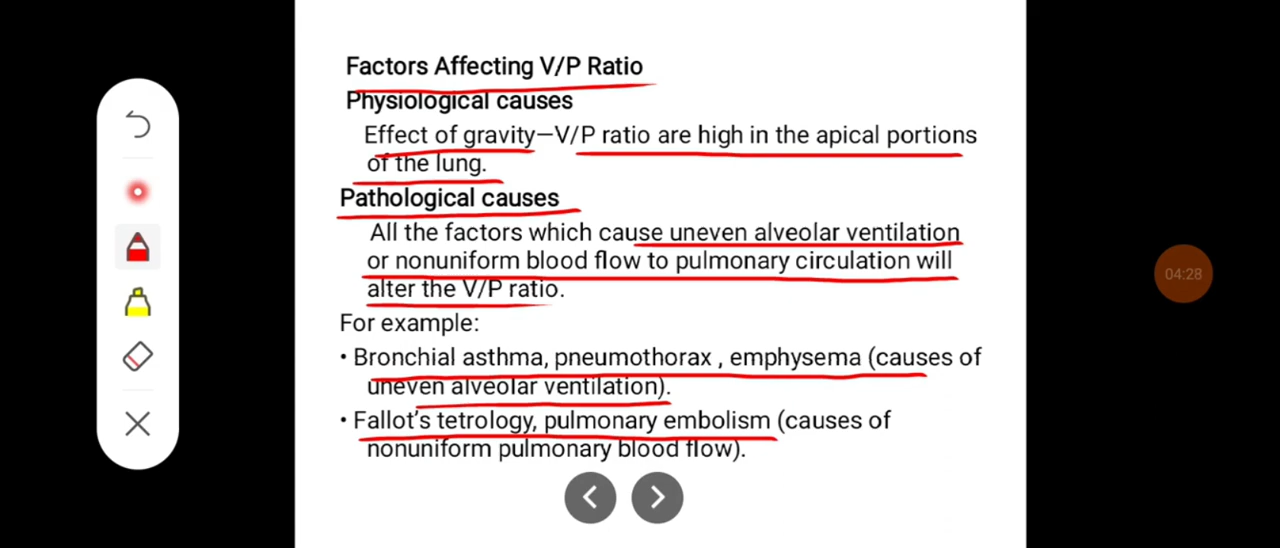 Factors Affecting V/P Ratio
Physiological causes
Effect of gravity—V/P ratio are high in the apical portions
of the lung.
Pathological causes
All the factors which cause uneven alveolar ventilation
or nonuniform blood flow to pulmonary circulation will
alter the V/P ratio.
For example:
• Bronchial asthma, pneumothorax , emphysema (causes of
uneven alveolar ventilation).
• Fallot's tetrology, pulmonary embolism (causes of
nonuniform pulmonary blood flow).
04:28